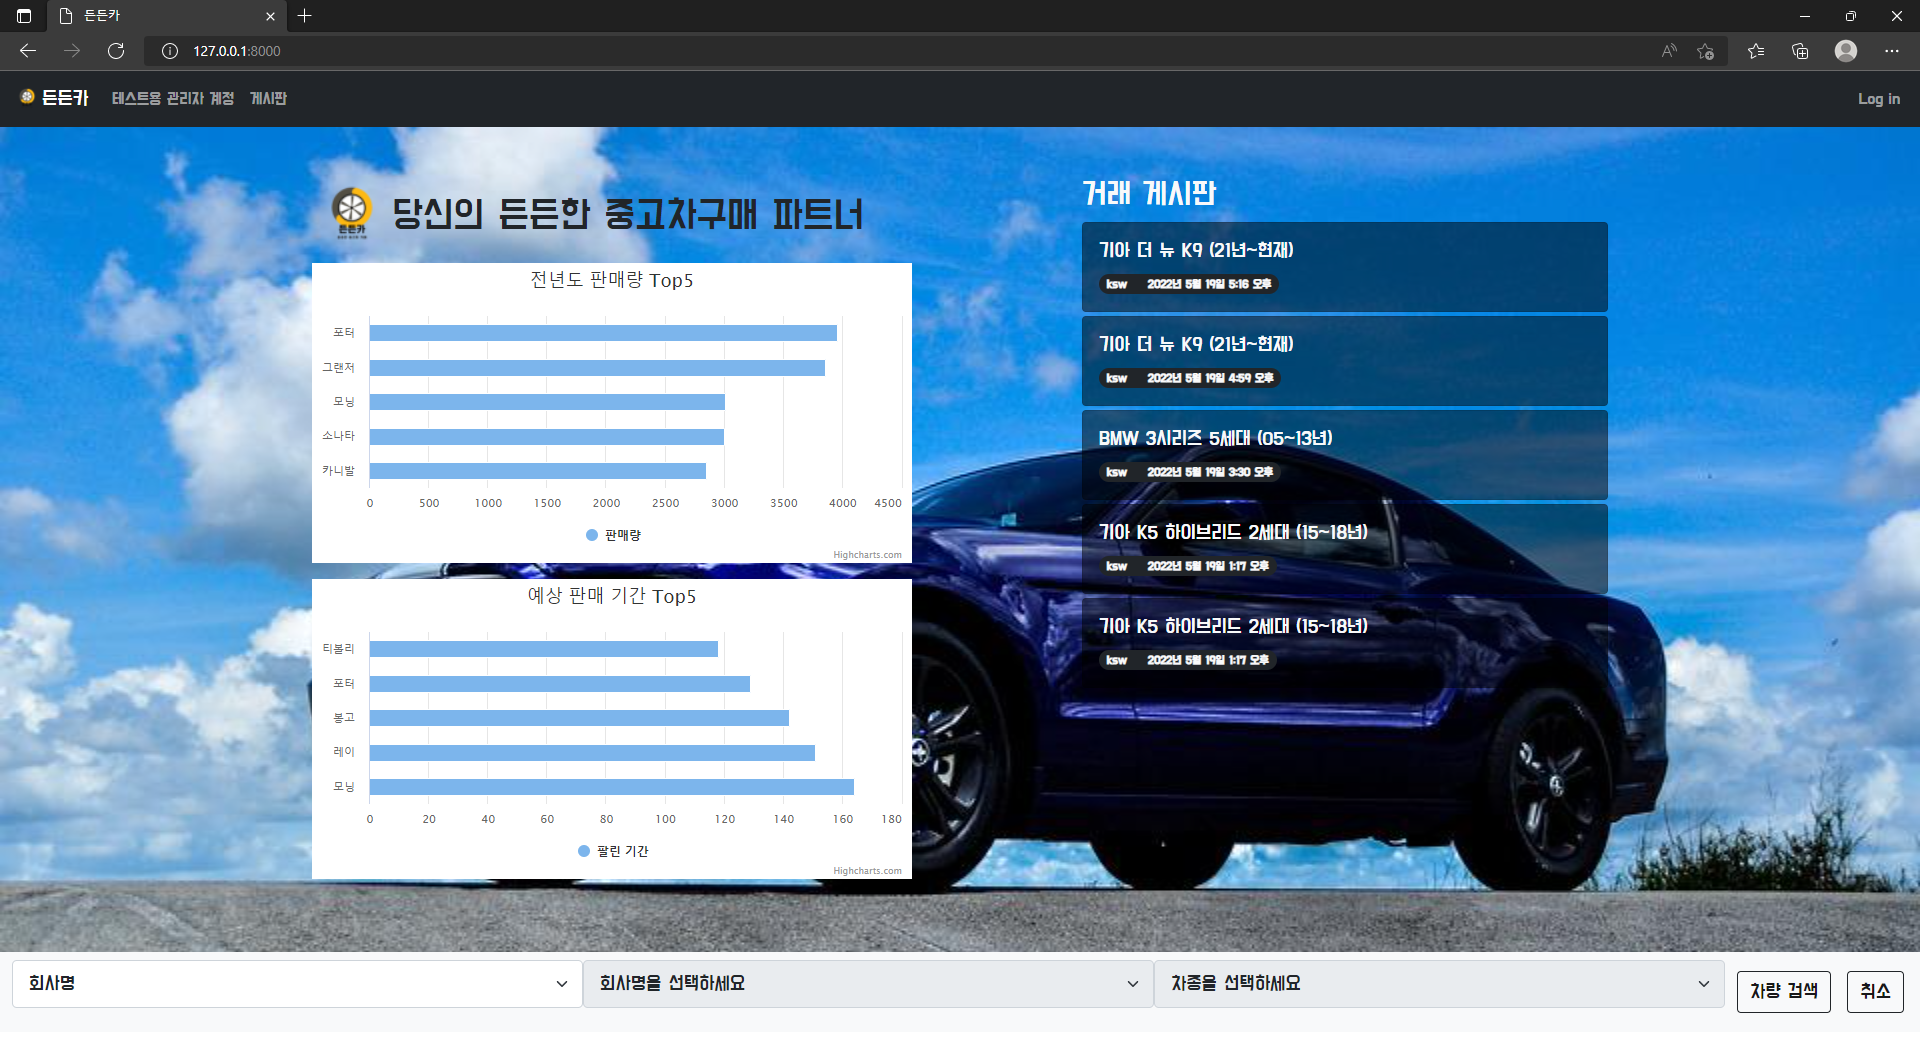 든든카
127.0.0.1:8000
든든카 테스트용 관리자 계정 게시판 Log in
든든카
당신의 든든한 중고차구매 파트너
전년도 판매량 Top5
포터
그랜저
모닝
소나타
카니발
0 500 1000 1500 2000 2500 3000 3500 4000 4500
판매량
Highcharts.com
예상 판매 기간 Top5
티볼리
포터
봉고
레이
모닝
0 20 40 60 80 100 120 140 160 180
팔린 기간
Highcharts.com
거래 게시판
기아 더 뉴 K9 (21년~현재)
ksw 2022년 5월 19일 5:16 오후
기아 더 뉴 K9 (21년~현재)
ksw 2022년 5월 19일 4:59 오후
BMW 3시리즈 5세대 (05~13년)
ksw 2022년 5월 19일 3:30 오후
기아 K5 하이브리드 2세대 (15~18년)
ksw 2022년 5월 19일 1:17 오후
기아 K5 하이브리드 2세대 (15~18년)
ksw 2022년 5월 19일 1:17 오후
회사명 회사명을 선택하세요 차종을 선택하세요 차량 검색 취소